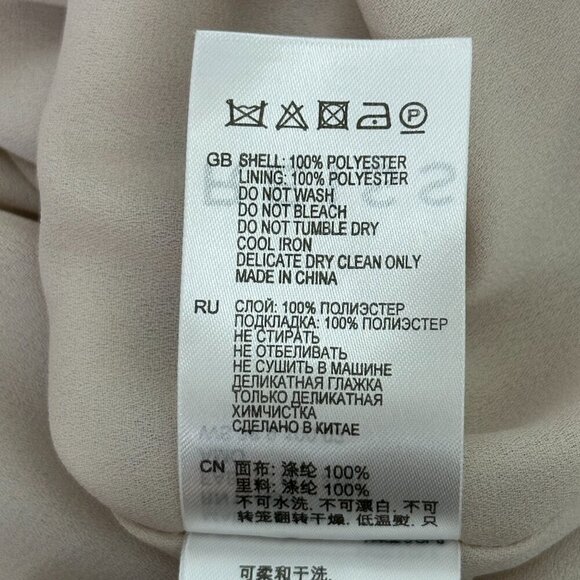 GB SHELL: 100% POLYESTER
LINING: 100% POLYESTER
DO NOT WASH
DO NOT BLEACH
DO NOT TUMBLE DRY
COOL IRON
DELICATE DRY CLEAN ONLY
MADE IN CHINA
RU СЛОЙ: 100% ПОЛИЭСТЕР
ПОДКЛАДКА: 100% ПОЛИЭСТЕР
НЕ СТИРАТЬ
НЕ ОТБЕЛИВАТЬ
НЕ СУШИТЬ В МАШИНЕ
ДЕЛИКАТНАЯ ГЛАЖКА
ТОЛЬКО ДЕЛИКАТНАЯ
ХИМЧИСТКА
СДЕЛАНО В КИТАЕ
CN 面布: 涤纶 100%
里料: 涤纶 100%
不可水洗. 不可漂白. 不可
转笼翻转干燥. 低温熨. 只
可柔和干洗.